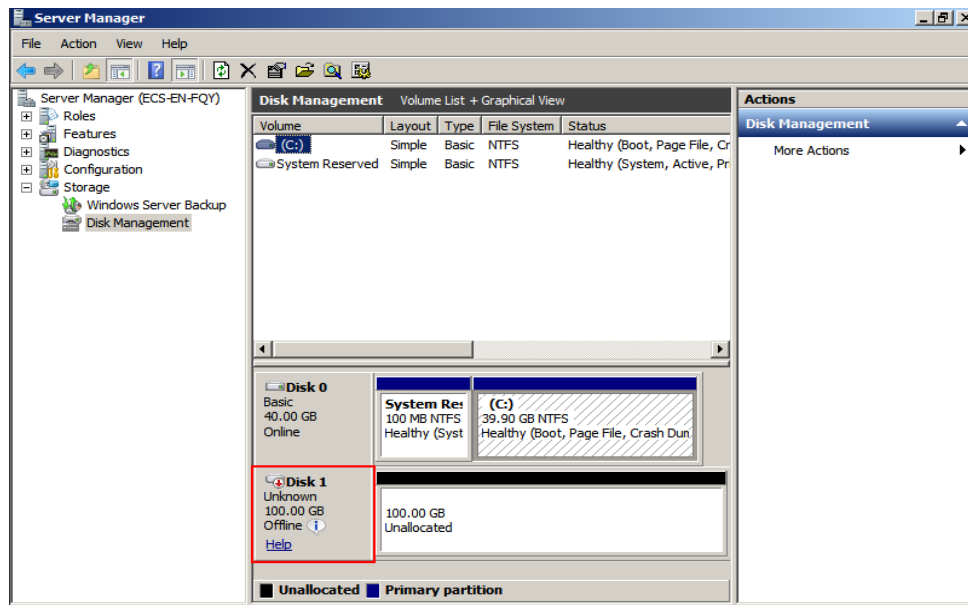 Server Manager
File Action View Help
Server Manager (ECS-EN-FQY)
Roles
Features
Diagnostics
Configuration
Storage
Windows Server Backup
Disk Management
Disk Management Volume List + Graphical View
Volume Layout Type File System Status
(C:) Simple Basic NTFS Healthy (Boot, Page File, Cr
System Reserved Simple Basic NTFS Healthy (System, Active, Pr
Disk 0
Basic
40.00 GB
Online
System Res
100 MB NTFS
Healthy (Syst
(C:)
39.90 GB NTFS
Healthy (Boot, Page File, Crash Dum
Disk 1
Unknown
100.00 GB
Offline
Help
100.00 GB
Unallocated
Unallocated Primary partition
Actions
Disk Management
More Actions